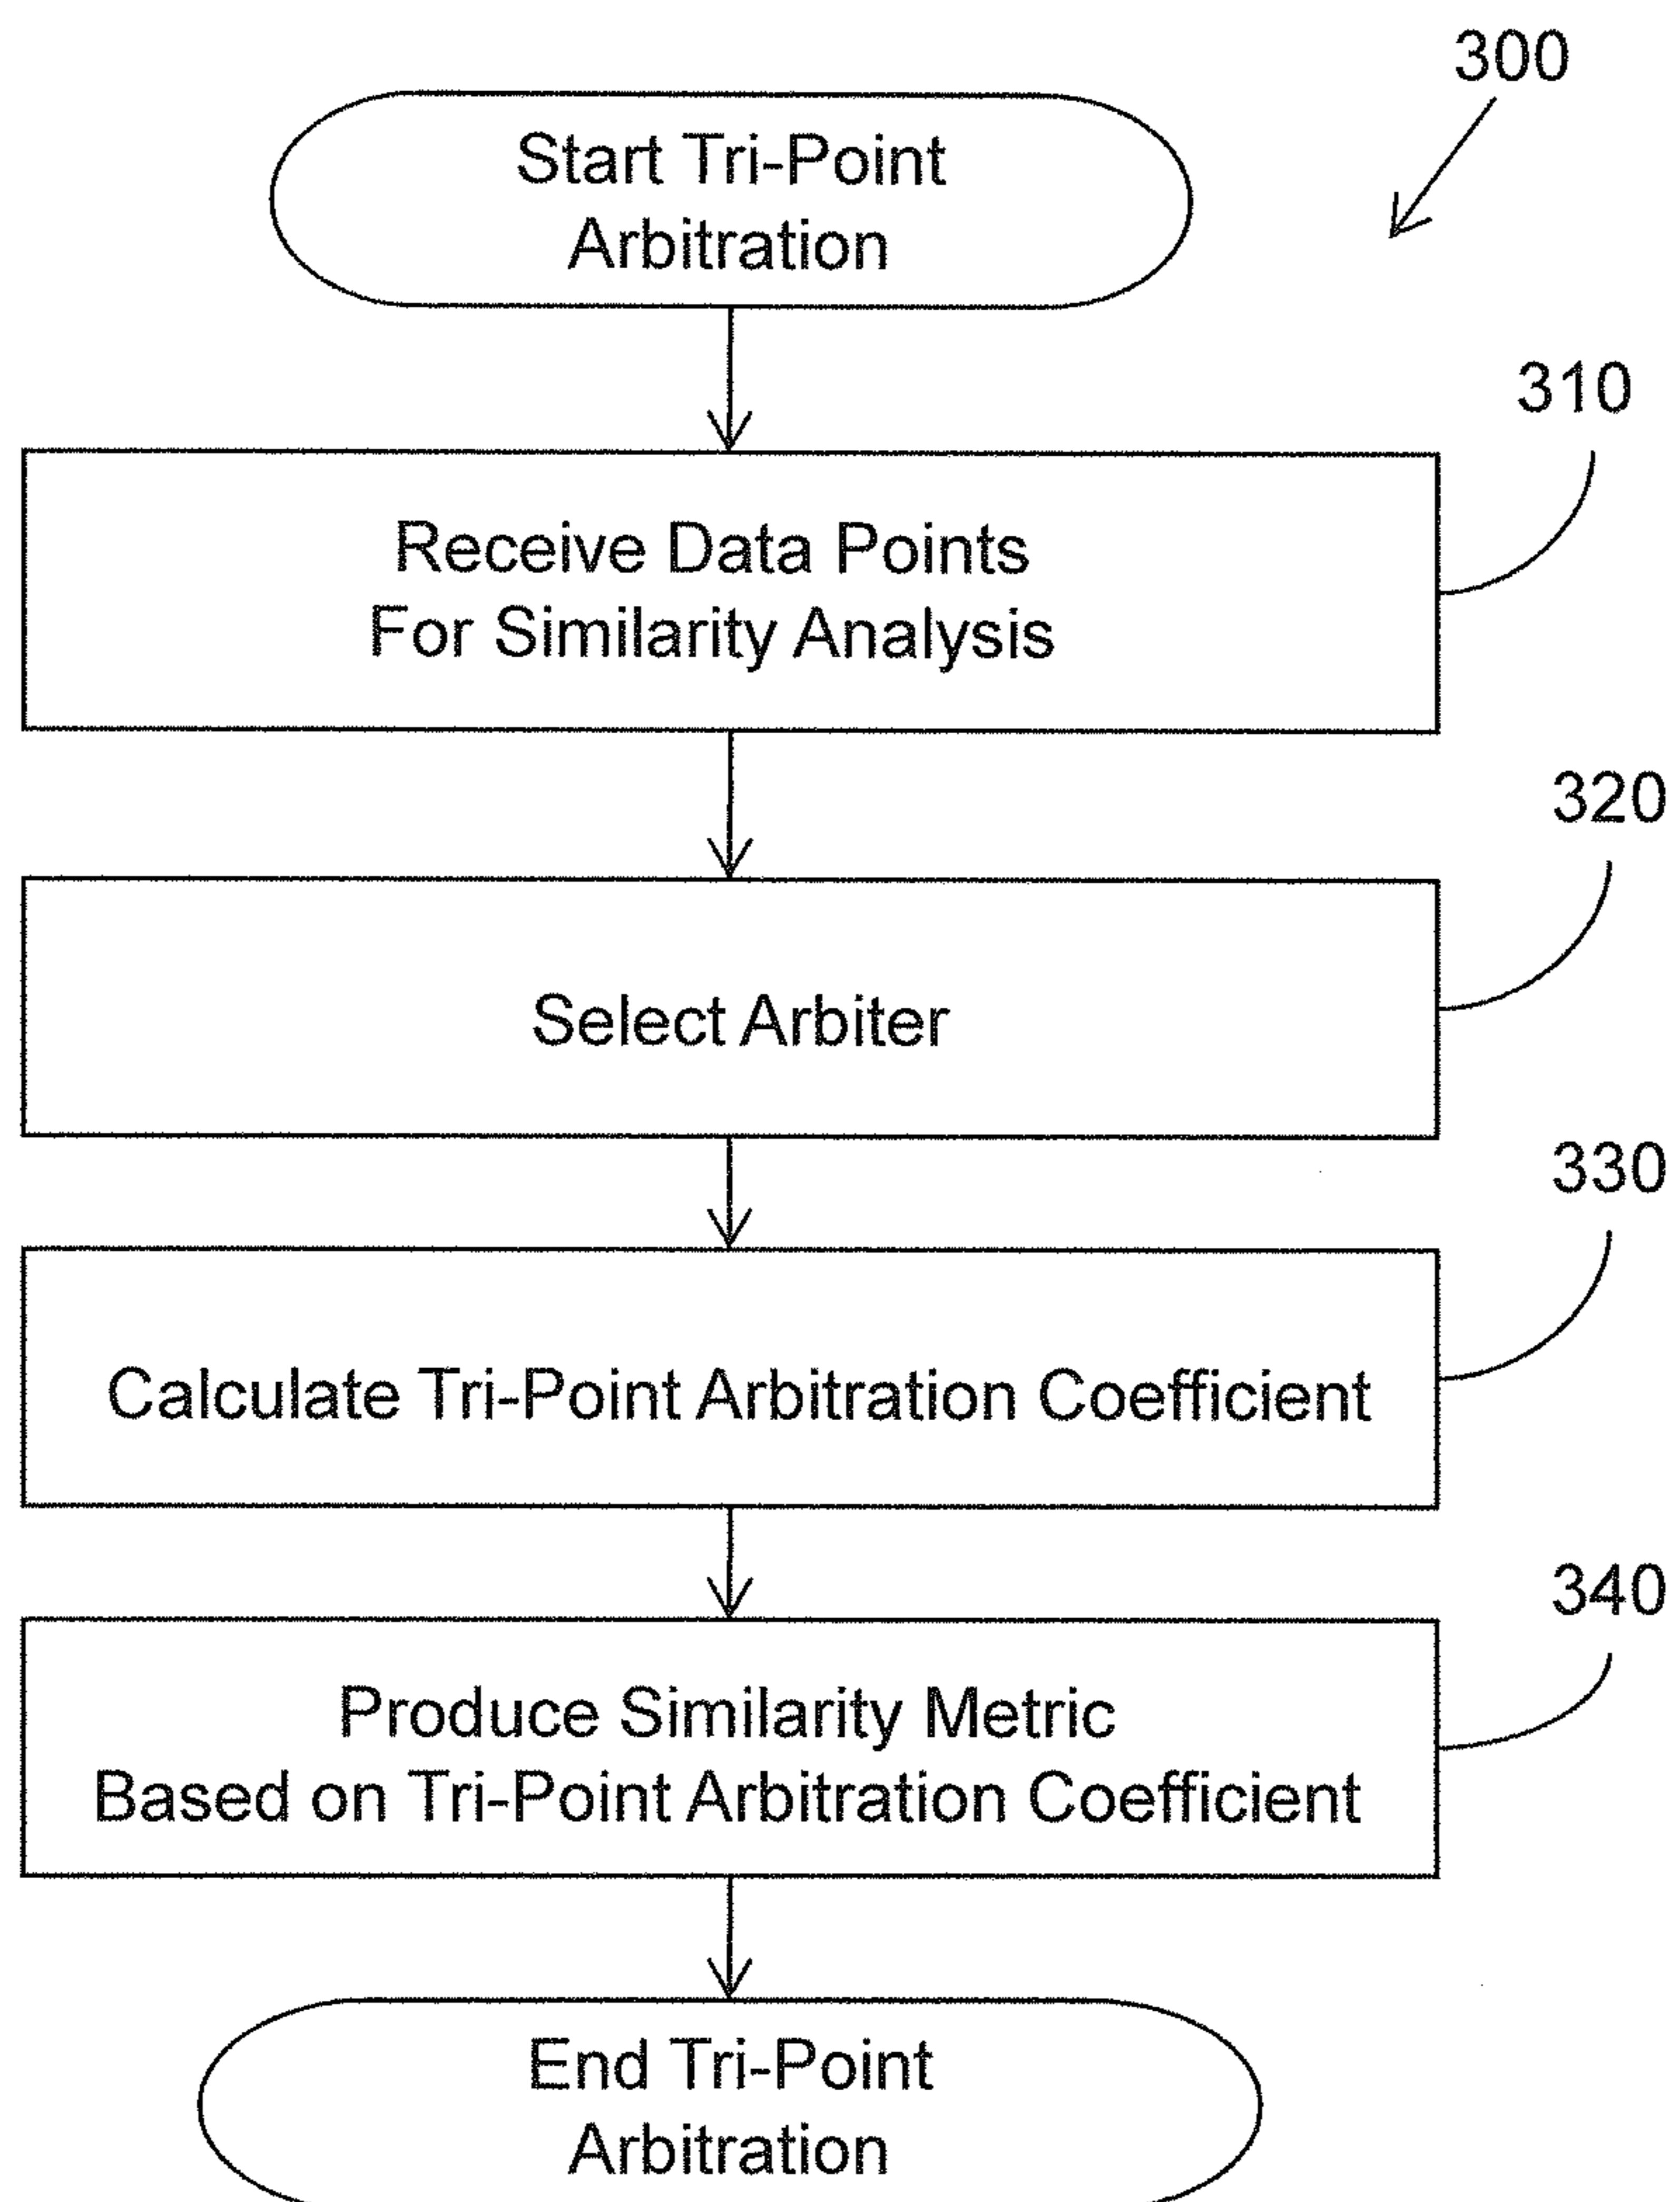 300
Start Tri-Point
Arbitration
310
Receive Data Points
For Similarity Analysis
320
Select Arbiter
330
Calculate Tri-Point Arbitration Coefficient
340
Produce Similarity Metric
Based on Tri-Point Arbitration Coefficient
End Tri-Point
Arbitration